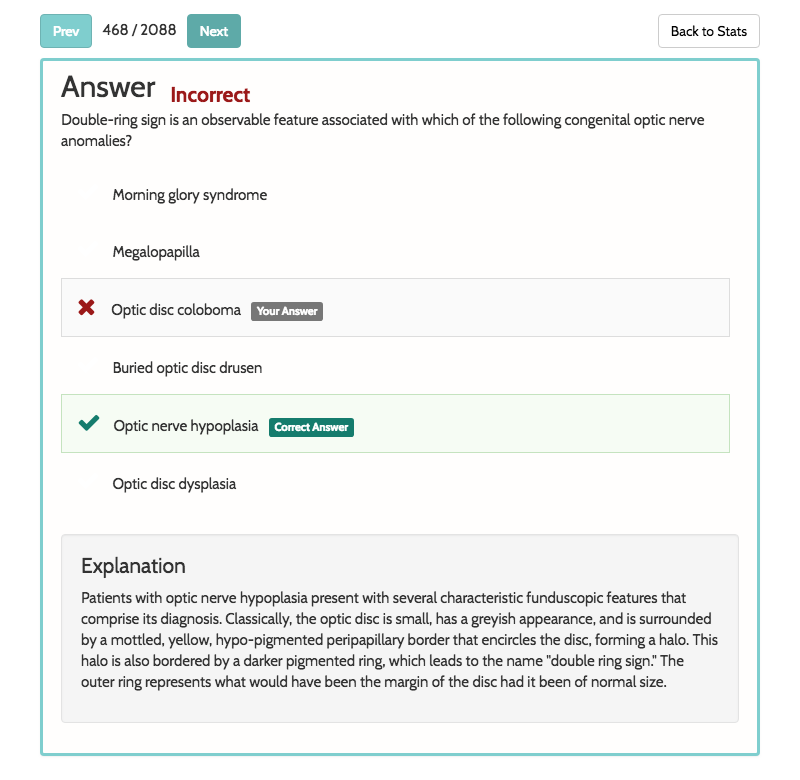 Prev 468 / 2088 Next Back to Stats
Answer Incorrect
Double-ring sign is an observable feature associated with which of the following congenital optic nerve
anomalies?
Morning glory syndrome
Megalopapilla
Optic disc coloboma Your Answer
Buried optic disc drusen
Optic nerve hypoplasia Correct Answer
Optic disc dysplasia
Explanation
Patients with optic nerve hypoplasia present with several characteristic funduscopic features that
comprise its diagnosis. Classically, the optic disc is small, has a greyish appearance, and is surrounded
by a mottled, yellow, hypo-pigmented peripapillary border that encircles the disc, forming a halo. This
halo is also bordered by a darker pigmented ring, which leads to the name "double ring sign." The
outer ring represents what would have been the margin of the disc had it been of normal size.